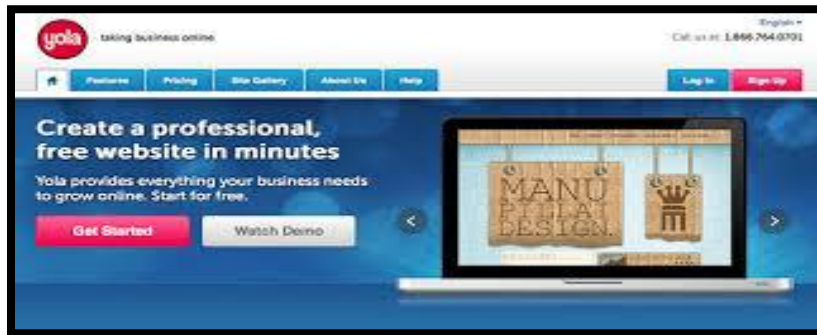 English
yola taking business online
Call us at: 1.866.764.0701
Features Pricing Site Gallery About Us Help Log In Sign Up
Create a professional,
free website in minutes
Yola provides everything your business needs
to grow online. Start for free.
Get Started Watch Demo
MANU
PILLAI
DESIGN.